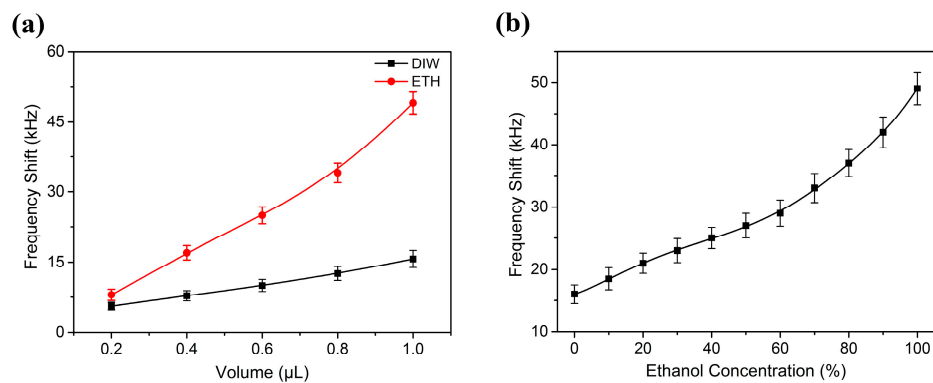 (a)
60
45
30
15
0
Frequency Shift (kHz)
DIW
ETH
0.2 0.4 0.6 0.8 1.0
Volume (µL)
(b)
50
40
30
20
10
Frequency Shift (kHz)
0 20 40 60 80 100
Ethanol Concentration (%)